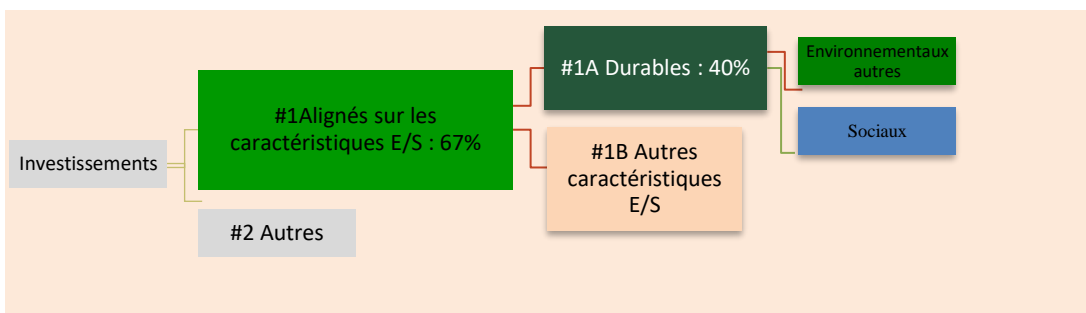 Investissements
#1Alignés sur les
caractéristiques E/S : 67%
#2 Autres
#1A Durables : 40%
#1B Autres
caractéristiques
E/S
Environnementaux
autres
Sociaux